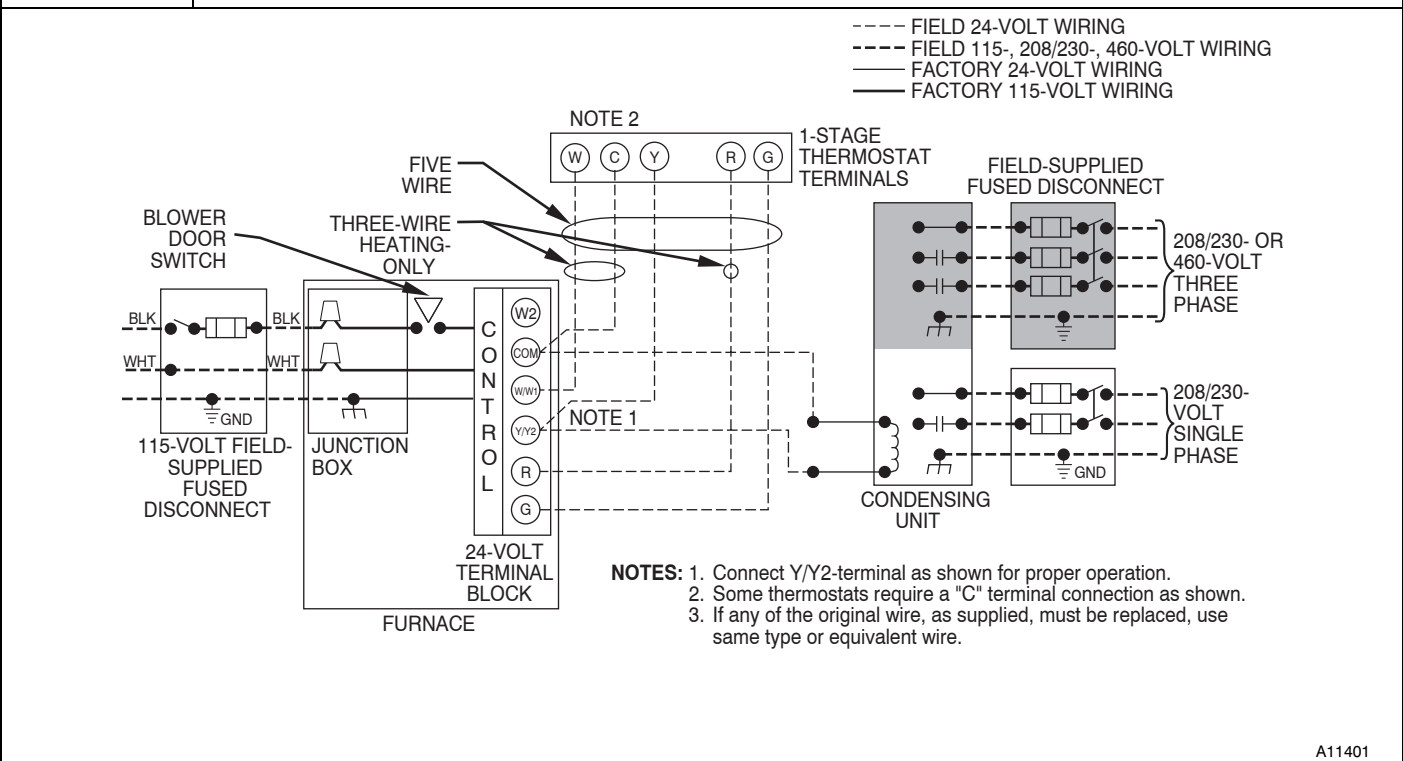 FIELD 24-VOLT WIRING
FIELD 115-, 208/230-, 460-VOLT WIRING
FACTORY 24-VOLT WIRING
FACTORY 115-VOLT WIRING
NOTE 2
W
C
Y
R
G
1-STAGE
THERMOSTAT
TERMINALS
FIVE
WIRE
THREE-WIRE
HEATING-
ONLY
BLOWER
DOOR
SWITCH
FIELD-SUPPLIED
FUSED DISCONNECT
208/230- OR
460-VOLT
THREE
PHASE
BLK
BLK
WHT
WHT
GND
115-VOLT FIELD-
SUPPLIED
FUSED
DISCONNECT
JUNCTION
BOX
CONTROL
W2
COM
W/W1
Y/Y2
R
G
NOTE 1
24-VOLT
TERMINAL
BLOCK
FURNACE
208/230-
VOLT
SINGLE
PHASE
GND
CONDENSING
UNIT
NOTES: 1. Connect Y/Y2-terminal as shown for proper operation.
2. Some thermostats require a "C" terminal connection as shown.
3. If any of the original wire, as supplied, must be replaced, use
same type or equivalent wire.
A11401